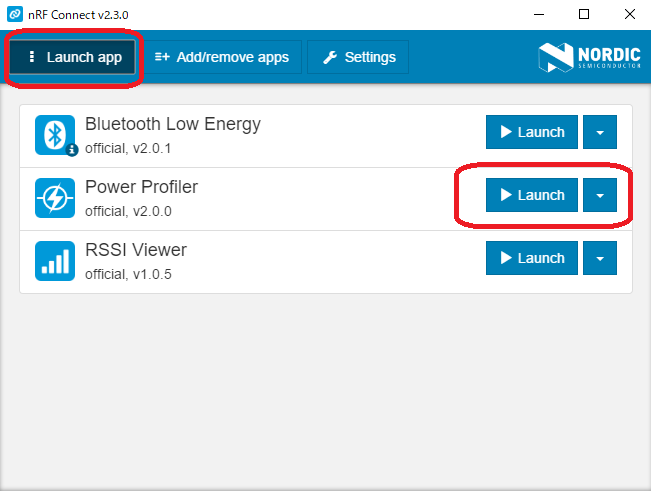 nRF Connect v2.3.0
Launch app
Add/remove apps
Settings
NORDIC
SEMICONDUCTOR
Bluetooth Low Energy
official, v2.0.1
Launch
Power Profiler
official, v2.0.0
Launch
RSSI Viewer
official, v1.0.5
Launch